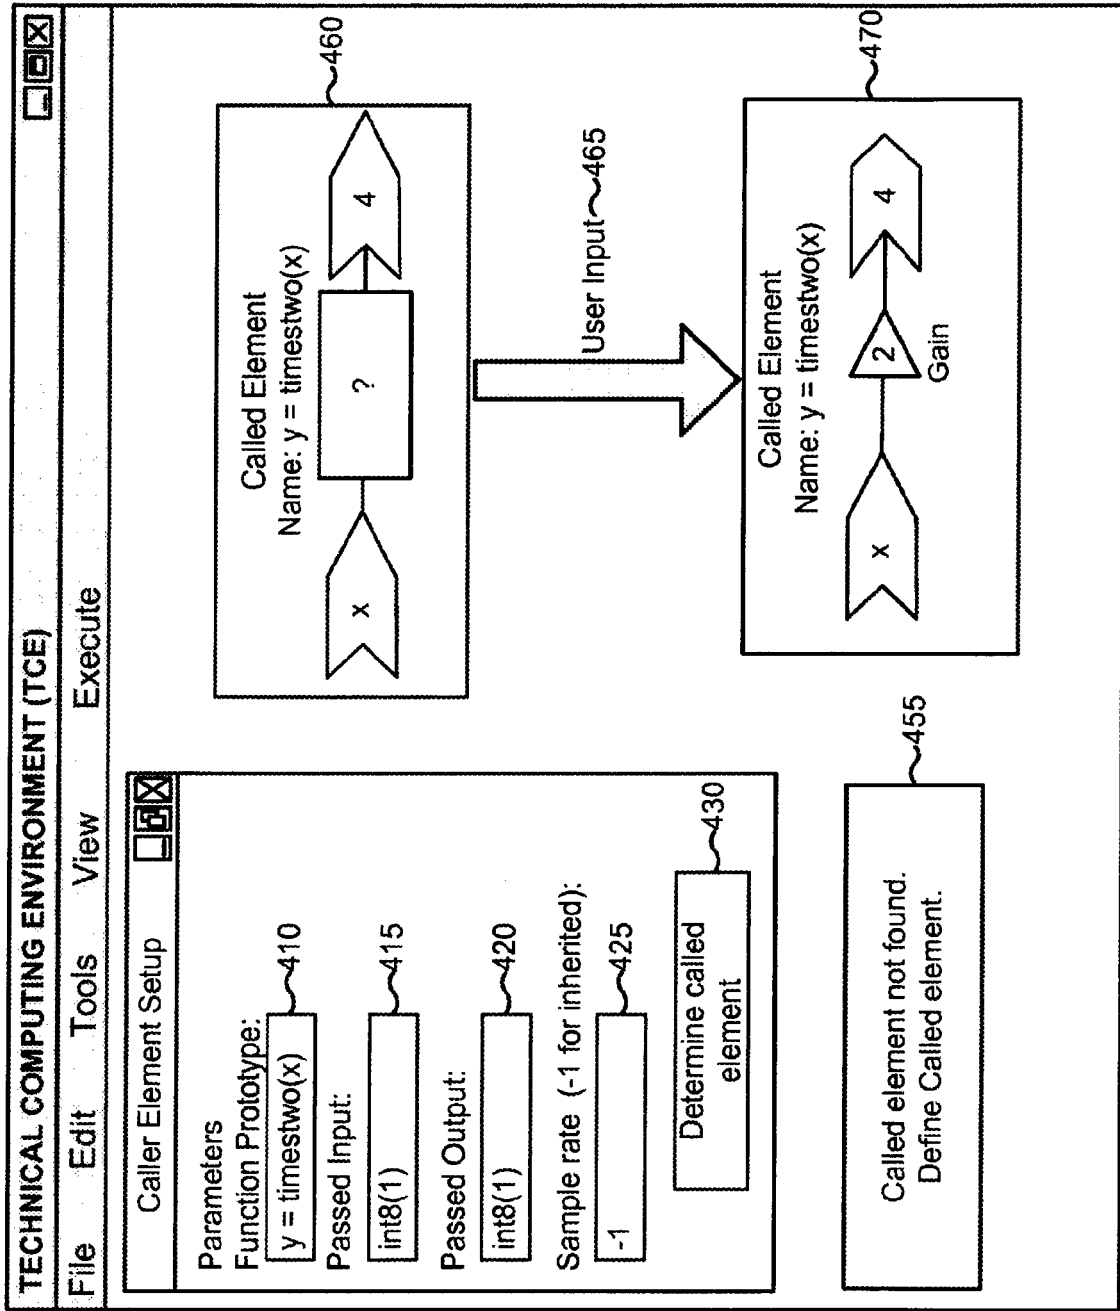 TECHNICAL COMPUTING ENVIRONMENT (TCE)
File Edit Tools View Execute
Caller Element Setup
Parameters
Function Prototype:
y = timestwo(x)
410
Passed Input:
int8(1)
415
Passed Output:
int8(1)
420
Sample rate (-1 for inherited):
-1
425
Determine called
element
430
Called element not found.
Define Called element.
455
Called Element
Name: y = timestwo(x)
x
?
4
460
User Input
465
Called Element
Name: y = timestwo(x)
x
2
4
Gain
470